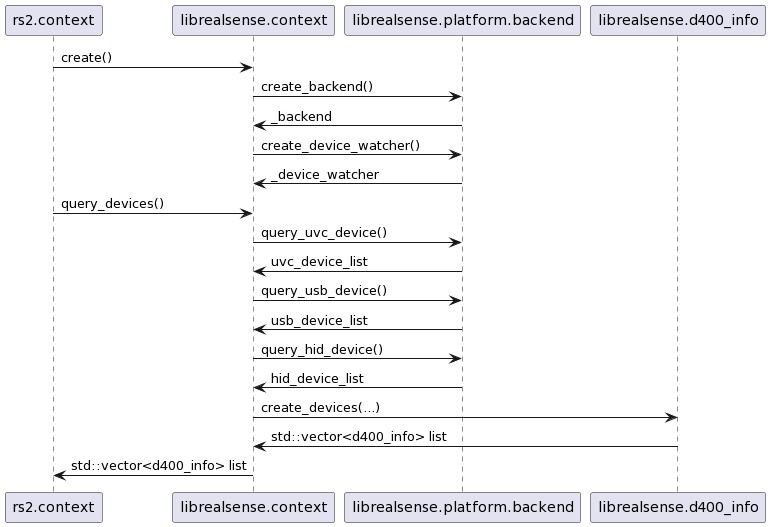 rs2.context librealsense.context librealsense.platform.backend librealsense.d400_info
create()
create_backend()
_backend
create_device_watcher()
_device_watcher
query_devices()
query_uvc_device()
uvc_device_list
query_usb_device()
usb_device_list
query_hid_device()
hid_device_list
create_devices(...)
std::vector<d400_info> list
std::vector<d400_info> list
rs2.context librealsense.context librealsense.platform.backend librealsense.d400_info